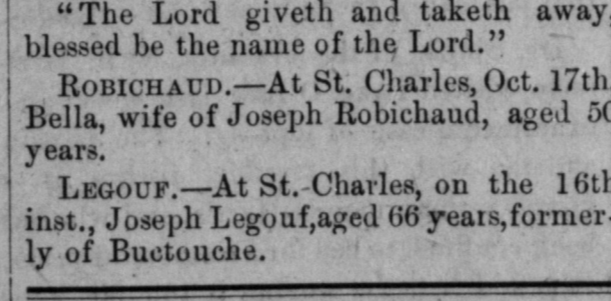 "The Lord giveth and taketh away,
blessed be the name of the Lord."
ROBICHAUD.—At St. Charles, Oct. 17th
Bella, wife of Joseph Robichaud, aged 50
years.
LEGOUF.—At St. Charles, on the 16th
inst., Joseph Legouf,aged 66 years,former-
ly of Buctouche.